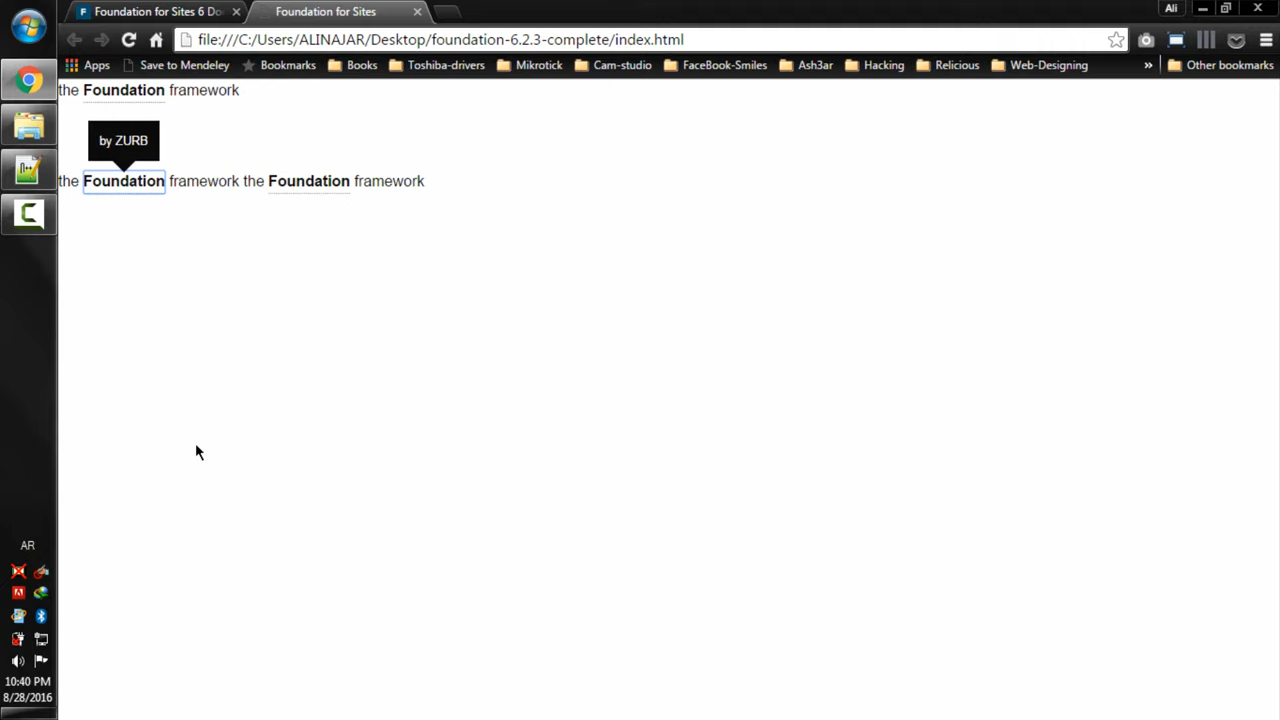 Foundation for Sites 6 Do
Foundation for Sites
Ali
file:///C:/Users/ALINAJAR/Desktop/foundation-6.2.3-complete/index.html
Apps
Save to Mendeley
Bookmarks
Books
Toshiba-drivers
Mikrotick
Cam-studio
FaceBook-Smiles
Ash3ar
Hacking
Relicious
Web-Designing
»
Other bookmarks
the Foundation framework
by ZURB
the Foundation framework the Foundation framework
AR
10:40 PM
8/28/2016